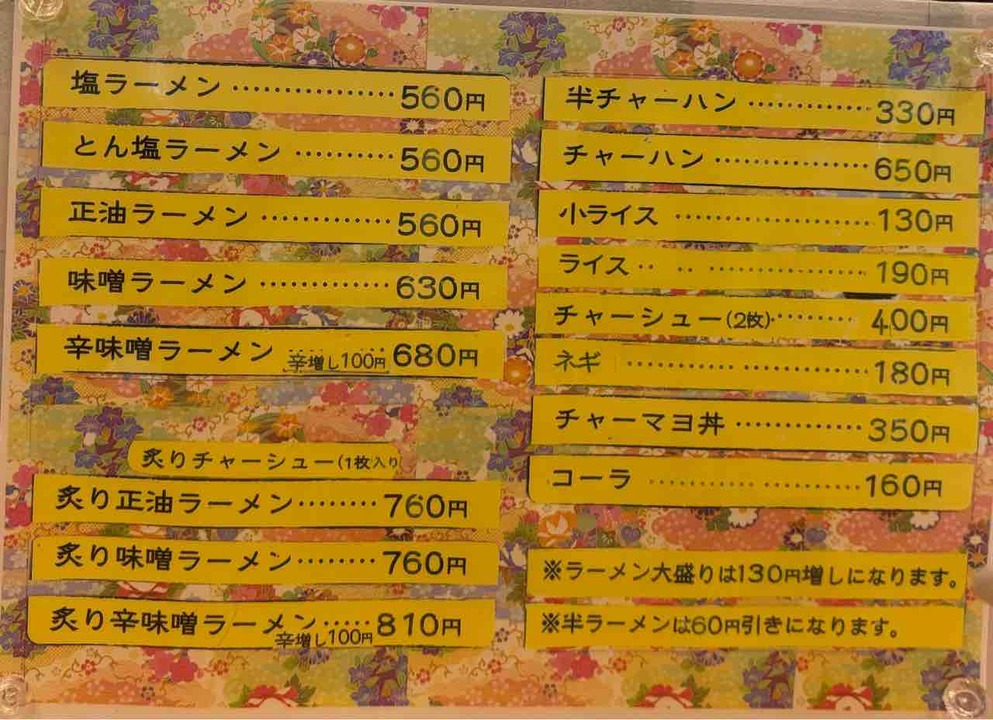 塩ラーメン ················ 560円
とん塩ラーメン ·········· 560円
正油ラーメン ············· 560円
味噌ラーメン ············· 630円
辛味噌ラーメン 辛増し100円 680円
炙りチャーシュー(1枚入り
炙り正油ラーメン ········ 760円
炙り味噌ラーメン ········ 760円
炙り辛味噌ラーメン ····· 810円
辛増し100円
半チャーハン ············· 330円
チャーハン ················ 650円
小ライス ···················· 130円
ライス ·· ·· ················ 190円
チャーシュー(2枚) ········ 400円
ネギ ··························· 180円
チャーマヨ丼 ············· 350円
コーラ ························ 160円
※ラーメン大盛りは130円増しになります。
※半ラーメンは60円引きになります。